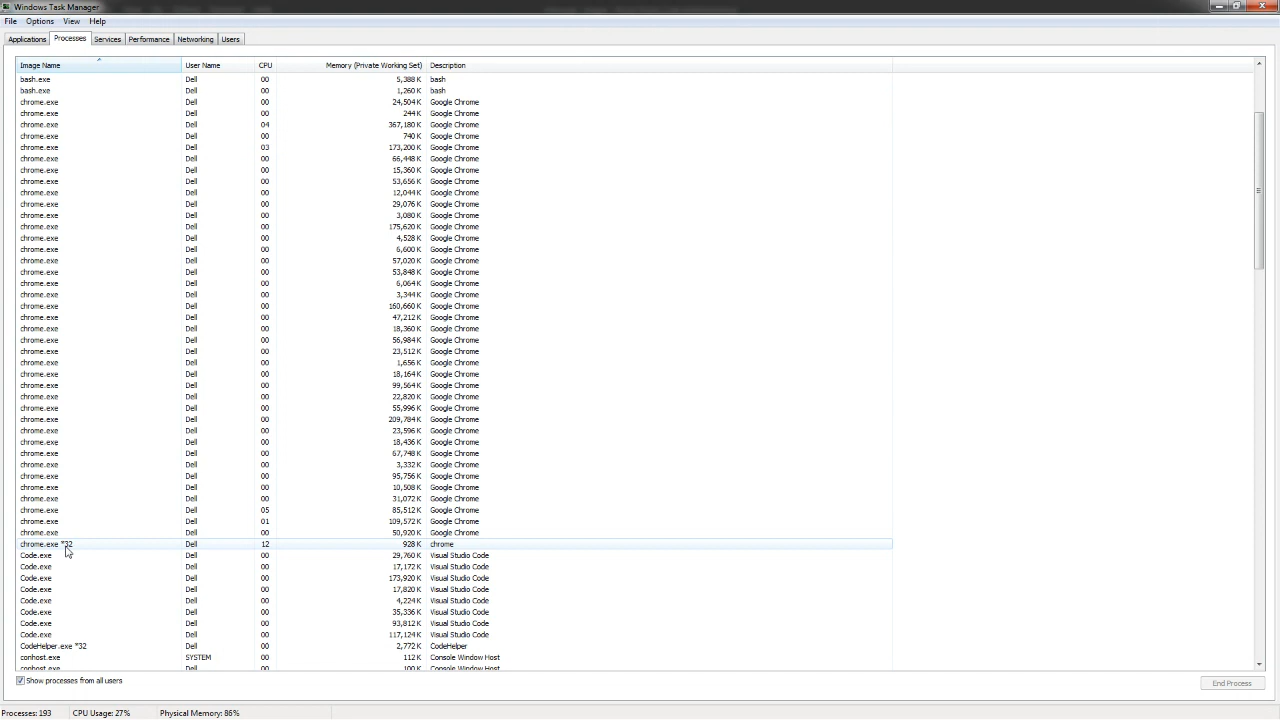 Windows Task Manager
File Options View Help
Applications Processes Services Performance Networking Users
Image Name User Name CPU Memory (Private Working Set) Description
bash.exe Dell 00 5,388 K bash
bash.exe Dell 00 1,260 K bash
chrome.exe Dell 00 24,504 K Google Chrome
chrome.exe Dell 00 244 K Google Chrome
chrome.exe Dell 04 367,180 K Google Chrome
chrome.exe Dell 00 740 K Google Chrome
chrome.exe Dell 03 173,200 K Google Chrome
chrome.exe Dell 00 66,448 K Google Chrome
chrome.exe Dell 00 15,360 K Google Chrome
chrome.exe Dell 00 53,656 K Google Chrome
chrome.exe Dell 00 12,044 K Google Chrome
chrome.exe Dell 00 29,076 K Google Chrome
chrome.exe Dell 00 3,080 K Google Chrome
chrome.exe Dell 00 175,620 K Google Chrome
chrome.exe Dell 00 4,528 K Google Chrome
chrome.exe Dell 00 6,600 K Google Chrome
chrome.exe Dell 00 57,020 K Google Chrome
chrome.exe Dell 00 53,848 K Google Chrome
chrome.exe Dell 00 6,064 K Google Chrome
chrome.exe Dell 00 3,344 K Google Chrome
chrome.exe Dell 00 160,660 K Google Chrome
chrome.exe Dell 00 47,212 K Google Chrome
chrome.exe Dell 00 18,360 K Google Chrome
chrome.exe Dell 00 56,984 K Google Chrome
chrome.exe Dell 00 23,512 K Google Chrome
chrome.exe Dell 00 1,656 K Google Chrome
chrome.exe Dell 00 18,164 K Google Chrome
chrome.exe Dell 00 99,564 K Google Chrome
chrome.exe Dell 00 22,820 K Google Chrome
chrome.exe Dell 00 55,996 K Google Chrome
chrome.exe Dell 00 209,784 K Google Chrome
chrome.exe Dell 00 23,596 K Google Chrome
chrome.exe Dell 00 18,436 K Google Chrome
chrome.exe Dell 00 67,748 K Google Chrome
chrome.exe Dell 00 3,332 K Google Chrome
chrome.exe Dell 00 95,756 K Google Chrome
chrome.exe Dell 00 10,508 K Google Chrome
chrome.exe Dell 00 31,072 K Google Chrome
chrome.exe Dell 05 85,512 K Google Chrome
chrome.exe Dell 01 109,572 K Google Chrome
chrome.exe Dell 00 50,920 K Google Chrome
chrome.exe *32 Dell 12 928 K chrome
Code.exe Dell 00 29,760 K Visual Studio Code
Code.exe Dell 00 17,172 K Visual Studio Code
Code.exe Dell 00 173,920 K Visual Studio Code
Code.exe Dell 00 17,820 K Visual Studio Code
Code.exe Dell 00 4,224 K Visual Studio Code
Code.exe Dell 00 35,336 K Visual Studio Code
Code.exe Dell 00 93,812 K Visual Studio Code
Code.exe Dell 00 117,124 K Visual Studio Code
CodeHelper.exe *32 Dell 00 2,772 K CodeHelper
conhost.exe SYSTEM 00 112 K Console Window Host
conhost.exe Dell 00 100 K Console Window Host
Show processes from all users End Process
Processes: 193 CPU Usage: 27% Physical Memory: 86%